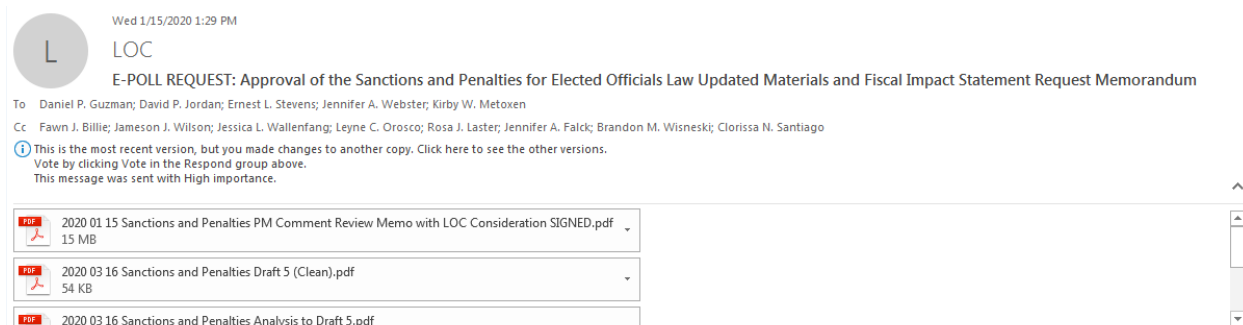 Wed 1/15/2020 1:29 PM
L
LOC
E-POLL REQUEST: Approval of the Sanctions and Penalties for Elected Officials Law Updated Materials and Fiscal Impact Statement Request Memorandum
To Daniel P. Guzman; David P. Jordan; Ernest L. Stevens; Jennifer A. Webster; Kirby W. Metoxen
Cc Fawn J. Billie; Jameson J. Wilson; Jessica L. Wallenfang; Leyne C. Orosco; Rosa J. Laster; Jennifer A. Falck; Brandon M. Wisneski; Clorissa N. Santiago
This is the most recent version, but you made changes to another copy. Click here to see the other versions.
Vote by clicking Vote in the Respond group above.
This message was sent with High importance.
PDF
2020 01 15 Sanctions and Penalties PM Comment Review Memo with LOC Consideration SIGNED.pdf
15 MB
PDF
2020 03 16 Sanctions and Penalties Draft 5 (Clean).pdf
54 KB
PDF
2020 03 16 Sanctions and Penalties Analysis to Draft 5.pdf